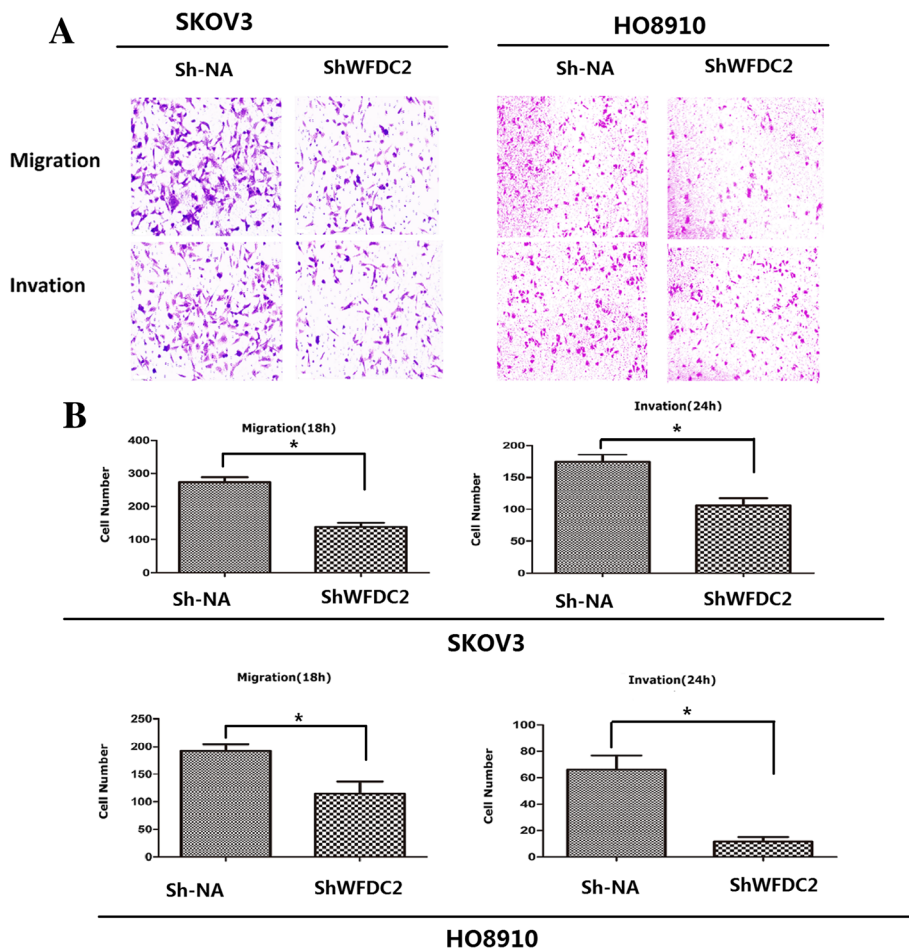 A
SKOV3
HO8910
Sh-NA
ShWFDC2
Sh-NA
ShWFDC2
Migration
Invation
B
Migration(18h)
*
400
300
200
100
0
Cell Number
Sh-NA
ShWFDC2
Invation(24h)
*
200
150
100
50
0
Cell Number
Sh-NA
ShWFDC2
SKOV3
Migration(18h)
*
250
200
150
100
50
0
Cell Number
Sh-NA
ShWFDC2
Invation(24h)
*
100
80
60
40
20
0
Cell Number
Sh-NA
ShWFDC2
HO8910